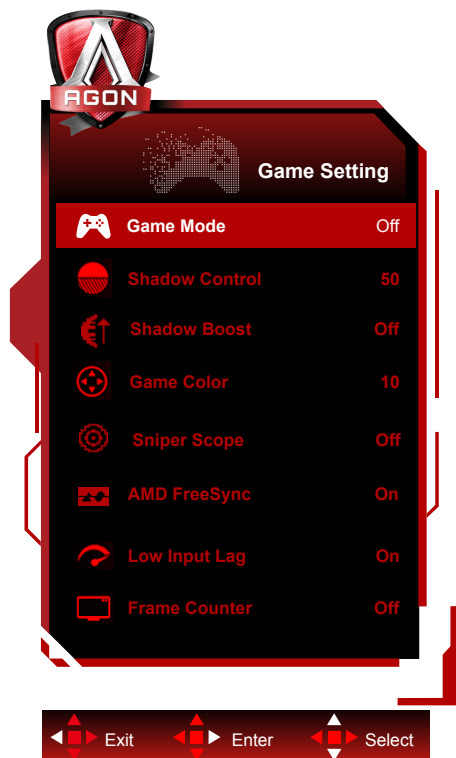 AGON
Game Setting
Game Mode Off
Shadow Control 50
Shadow Boost Off
Game Color 10
Sniper Scope Off
AMD FreeSync On
Low Input Lag On
Frame Counter Off
Exit Enter Select